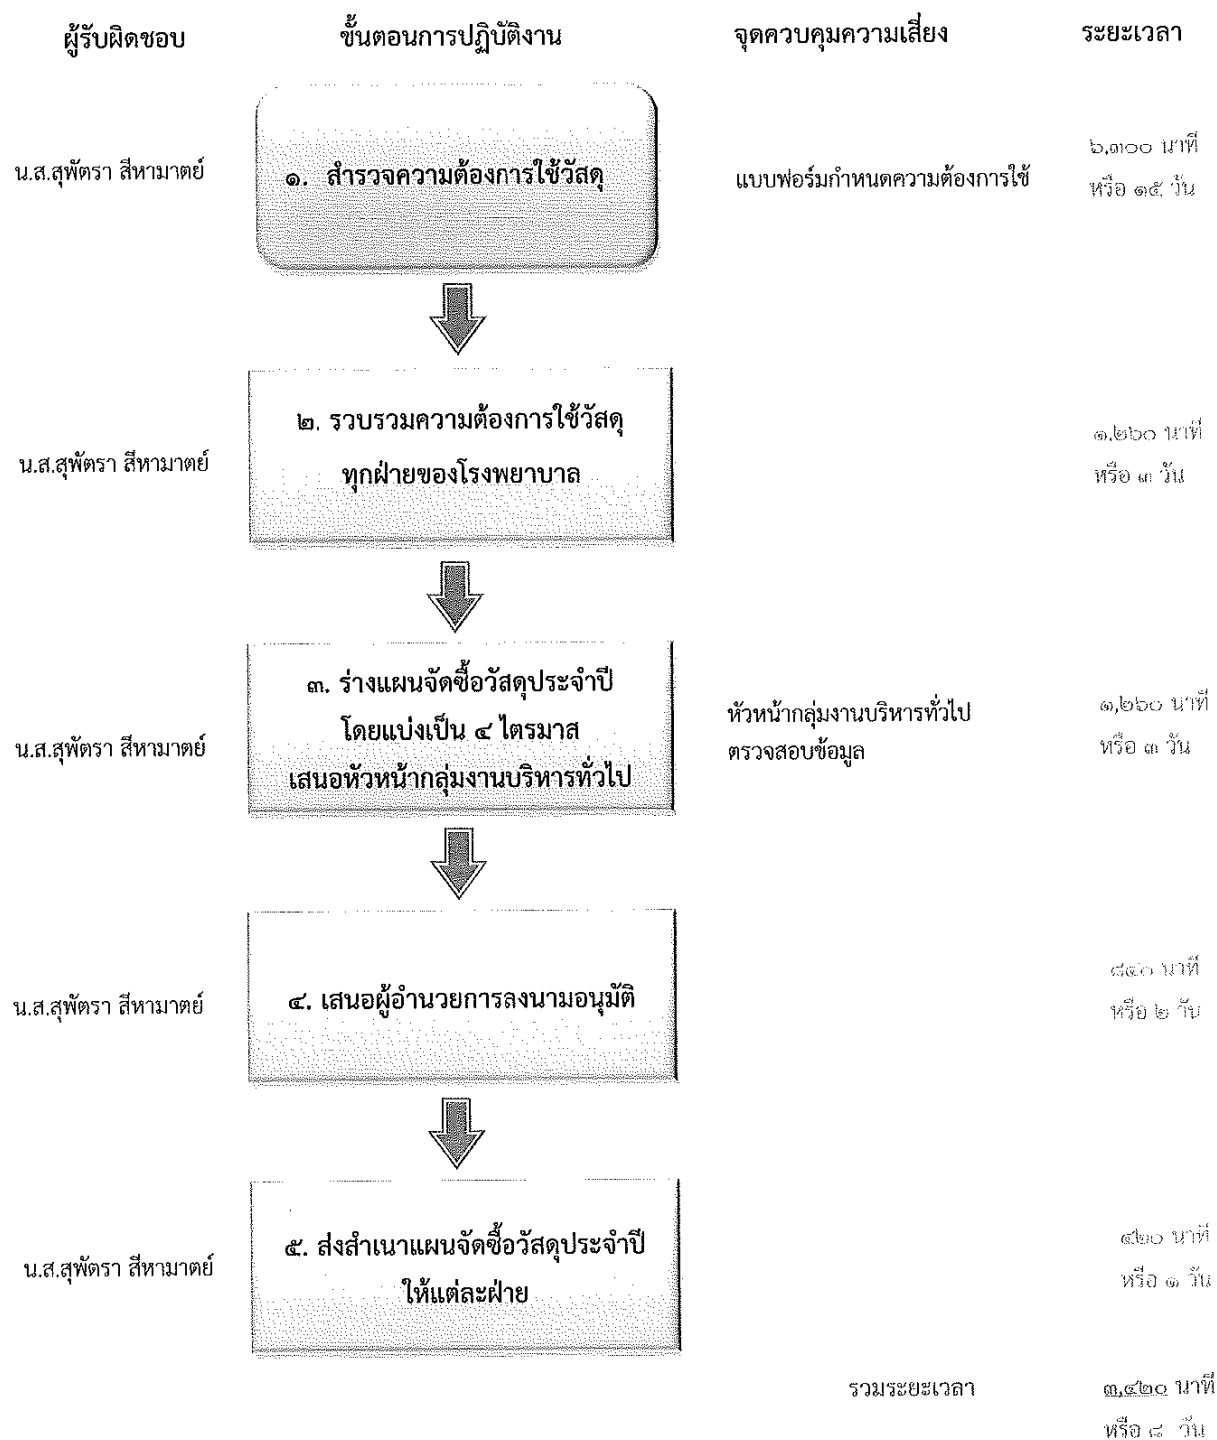 ผู้รับผิดชอบ ขั้นตอนการปฏิบัติงาน จุดควบคุมความเสี่ยง ระยะเวลา
๖,๓๐๐ นาที
น.ส.สุพัตรา สีหามาตย์ ๑. สำรวจความต้องการใช้วัสดุ แบบฟอร์มกำหนดความต้องการใช้
หรือ ๑๕ วัน
๒. รวบรวมความต้องการใช้วัสดุ
๑,๒๖๐ นาที
น.ส.สุพัตรา สีหามาตย์ ทุกฝ่ายของโรงพยาบาล
หรือ ๓ วัน
๓. ร่างแผนจัดซื้อวัสดุประจำปี
โดยแบ่งเป็น ๔ ไตรมาส
เสนอหัวหน้ากลุ่มงานบริหารทั่วไป
น.ส.สุพัตรา สีหามาตย์
หัวหน้ากลุ่มงานบริหารทั่วไป
ตรวจสอบข้อมูล
๑,๒๖๐ นาที
หรือ ๓ วัน
๘๔๐ นาที
น.ส.สุพัตรา สีหามาตย์ ๔. เสนอผู้อำนวยการลงนามอนุมัติ
หรือ ๒ วัน
๕. ส่งสำเนาแผนจัดซื้อวัสดุประจำปี
ให้แต่ละฝ่าย
น.ส.สุพัตรา สีหามาตย์
๔๒๐ นาที
หรือ ๑ วัน
รวมระยะเวลา ๓,๔๒๐ นาที
หรือ ๘ วัน